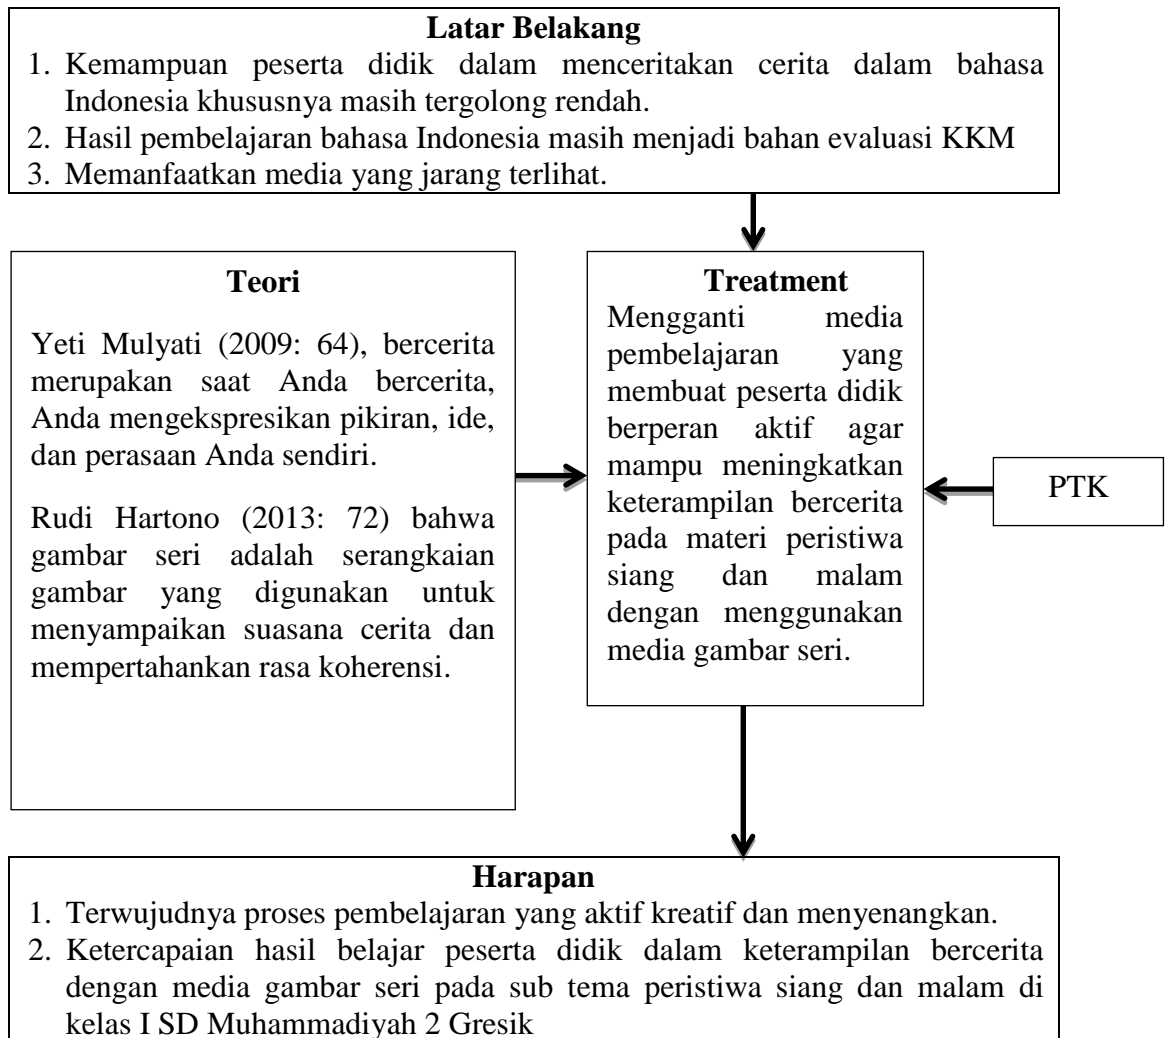 Latar Belakang
1. Kemampuan peserta didik dalam menceritakan cerita dalam bahasa
Indonesia khususnya masih tergolong rendah.
2. Hasil pembelajaran bahasa Indonesia masih menjadi bahan evaluasi KKM
3. Memanfaatkan media yang jarang terlihat.
Teori
Yeti Mulyati (2009: 64), bercerita
merupakan saat Anda bercerita,
Anda mengekspresikan pikiran, ide,
dan perasaan Anda sendiri.
Rudi Hartono (2013: 72) bahwa
gambar seri adalah serangkaian
gambar yang digunakan untuk
menyampaikan suasana cerita dan
mempertahankan rasa koherensi.
Treatment
Mengganti media
pembelajaran yang
membuat peserta didik
berperan aktif agar
mampu meningkatkan
keterampilan bercerita
pada materi peristiwa
siang dan malam
dengan menggunakan
media gambar seri.
PTK
Harapan
1. Terwujudnya proses pembelajaran yang aktif kreatif dan menyenangkan.
2. Ketercapaian hasil belajar peserta didik dalam keterampilan bercerita
dengan media gambar seri pada sub tema peristiwa siang dan malam di
kelas I SD Muhammadiyah 2 Gresik